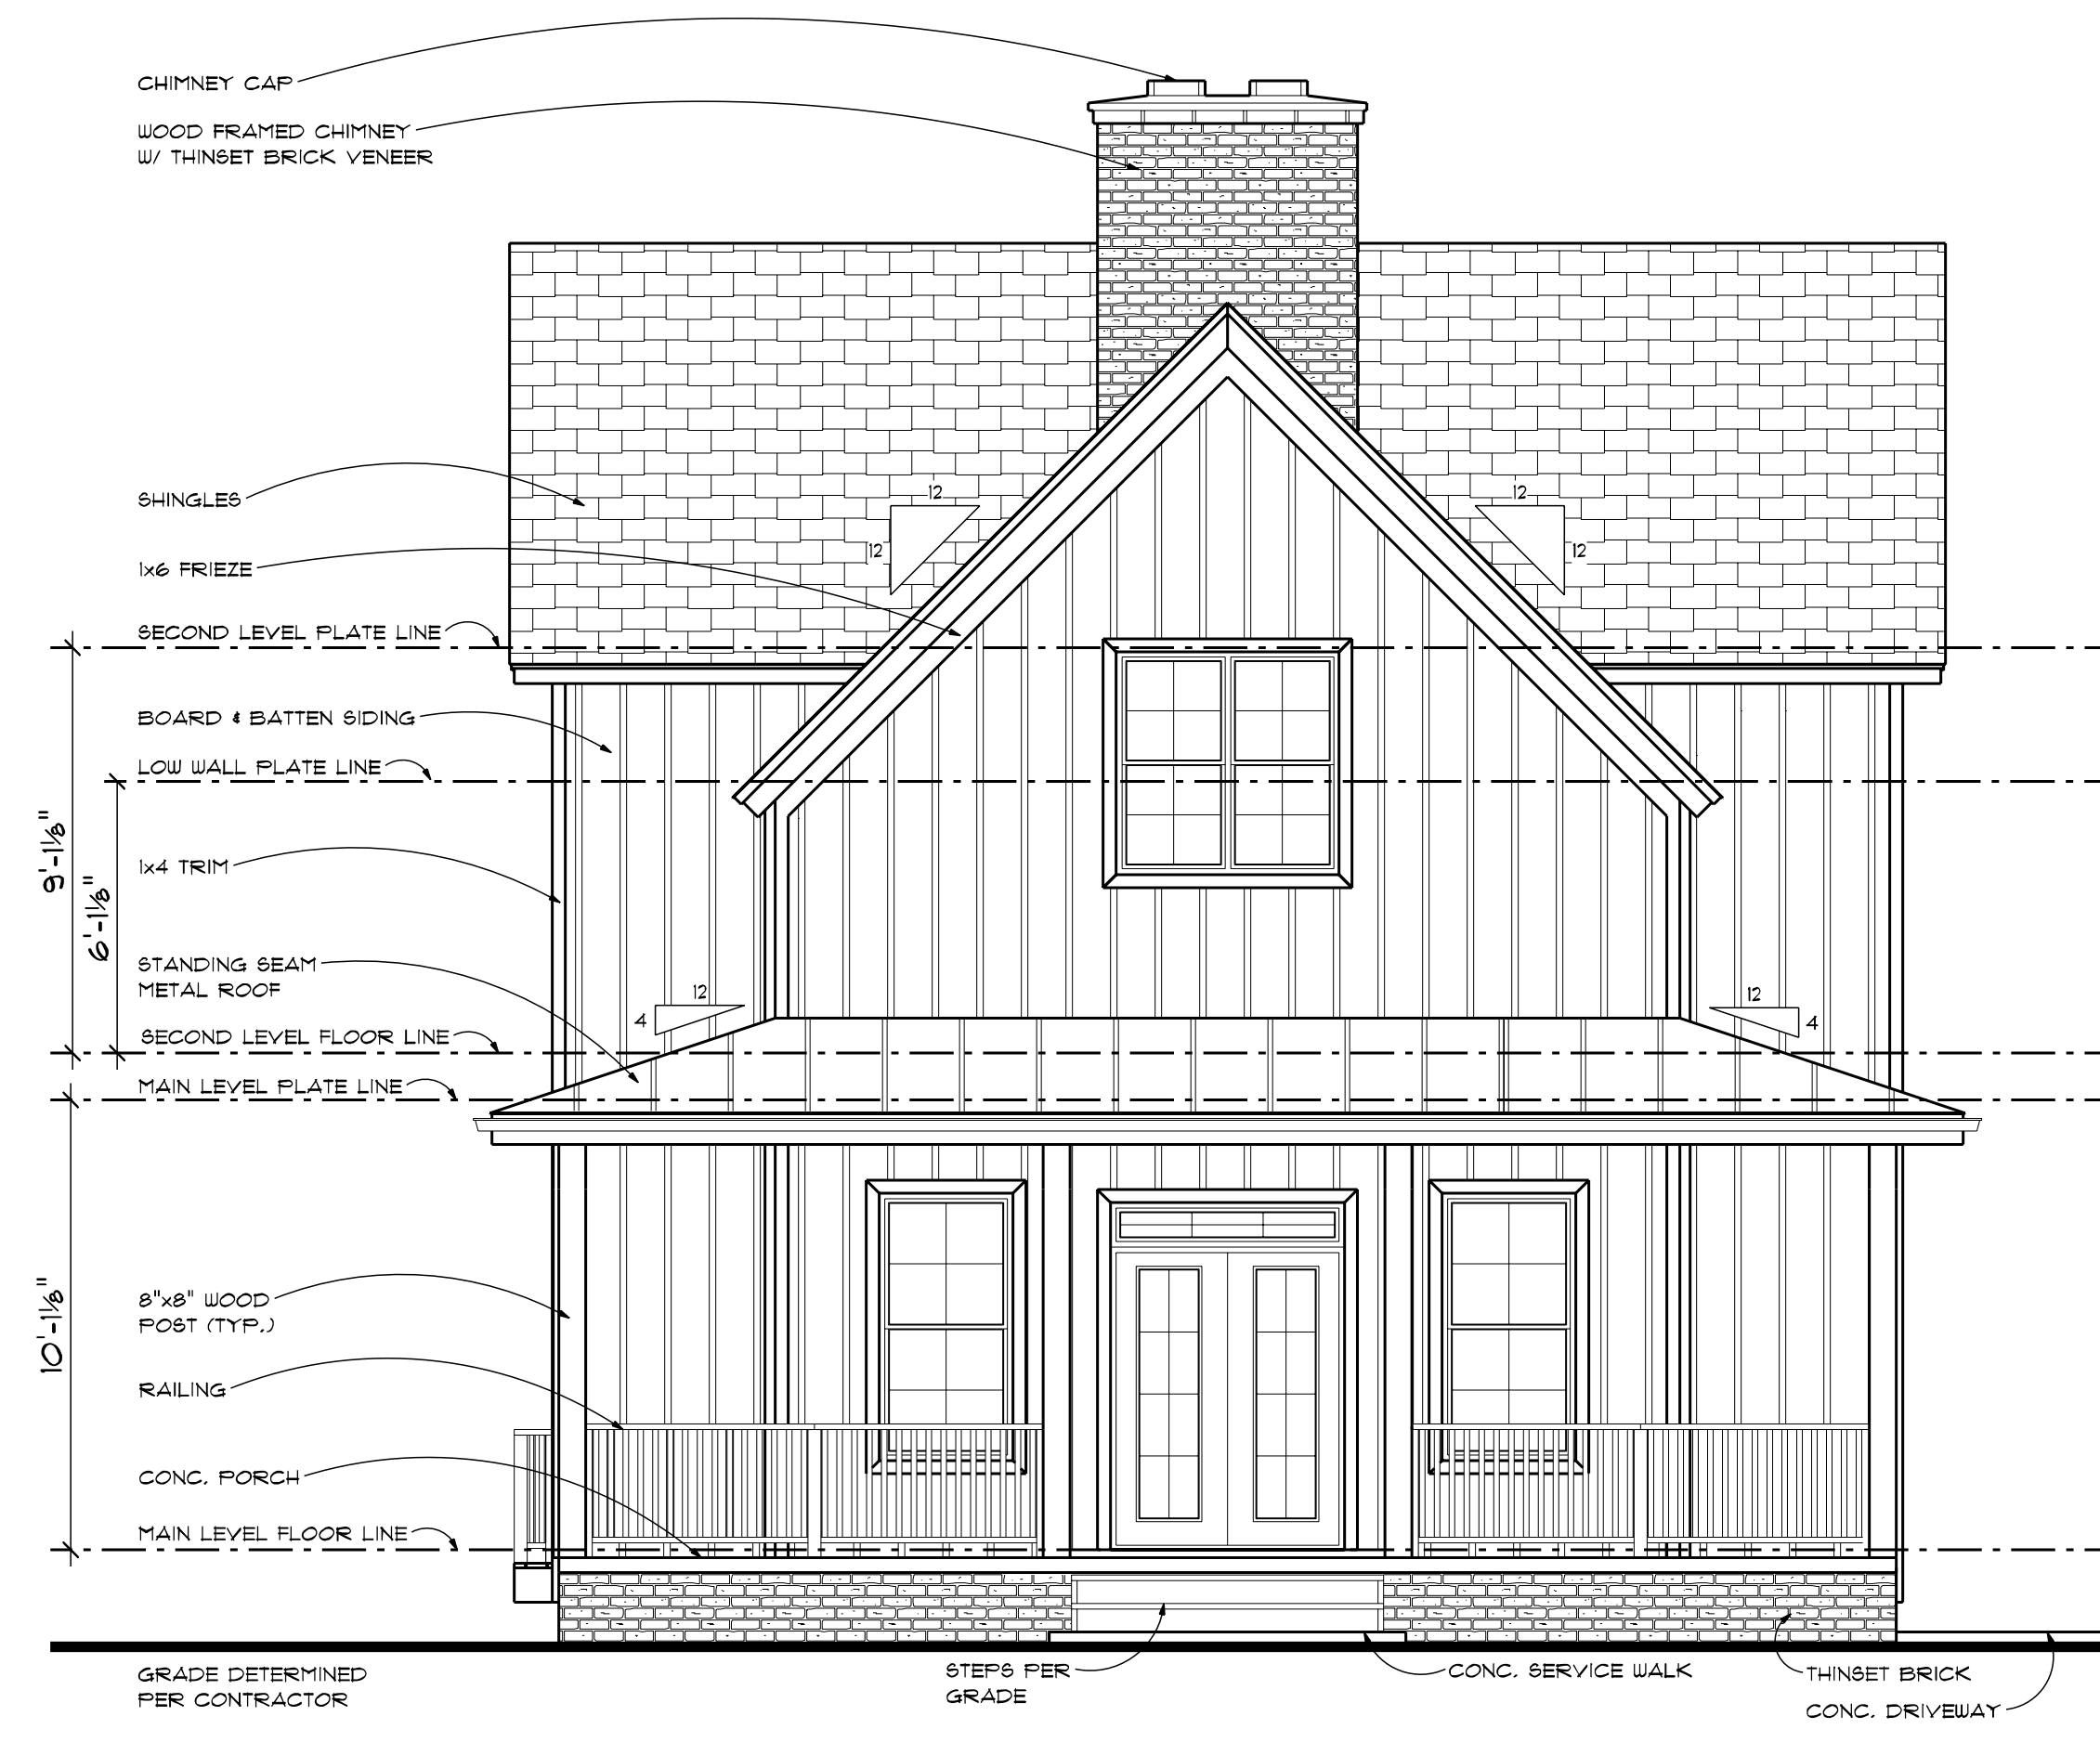 CHIMNEY CAP
WOOD FRAMED CHIMNEY
W/ THINSET BRICK VENEER
SHINGLES
12
12
12
12
1x6 FRIEZE
SECOND LEVEL PLATE LINE
BOARD & BATTEN SIDING
LOW WALL PLATE LINE
9'-1⅛"
6'-1⅛"
1x4 TRIM
STANDING SEAM
METAL ROOF
12
4
12
4
SECOND LEVEL FLOOR LINE
MAIN LEVEL PLATE LINE
10'-1⅛"
8"x8" WOOD
POST (TYP.)
RAILING
CONC. PORCH
MAIN LEVEL FLOOR LINE
GRADE DETERMINED
PER CONTRACTOR
STEPS PER
GRADE
CONC. SERVICE WALK
THINSET BRICK
CONC. DRIVEWAY